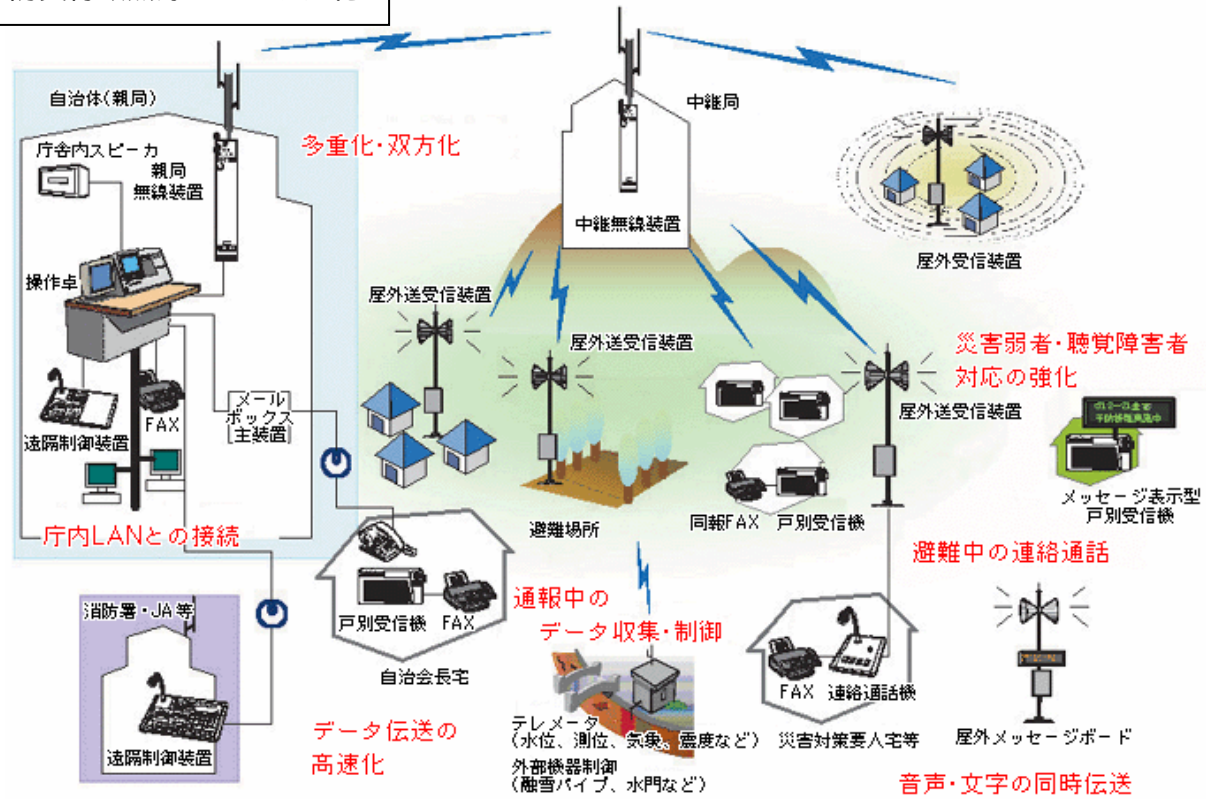 自治体(親局)
庁舎内スピーカ
親局
無線装置
操作卓
遠隔制御装置
FAX
メール
ボックス
主装置
庁内LANとの接続
多重化・双方化
中継局
中継無線装置
屋外受信装置
屋外送受信装置
屋外送受信装置
避難場所
災害弱者・聴覚障害者
対応の強化
屋外送受信装置
同報FAX
戸別受信機
メッセージ表示型
戸別受信機
避難中の連絡通話
消防署・JA等
遠隔制御装置
戸別受信機
FAX
自治会長宅
データ伝送の
高速化
通報中の
データ収集・制御
テレメータ
(水位、測位、気象、震度など)
外部機器制御
(融雪パイプ、水門など)
FAX
連絡通話機
災害対策要人宅等
屋外メッセージボード
音声・文字の同時伝送